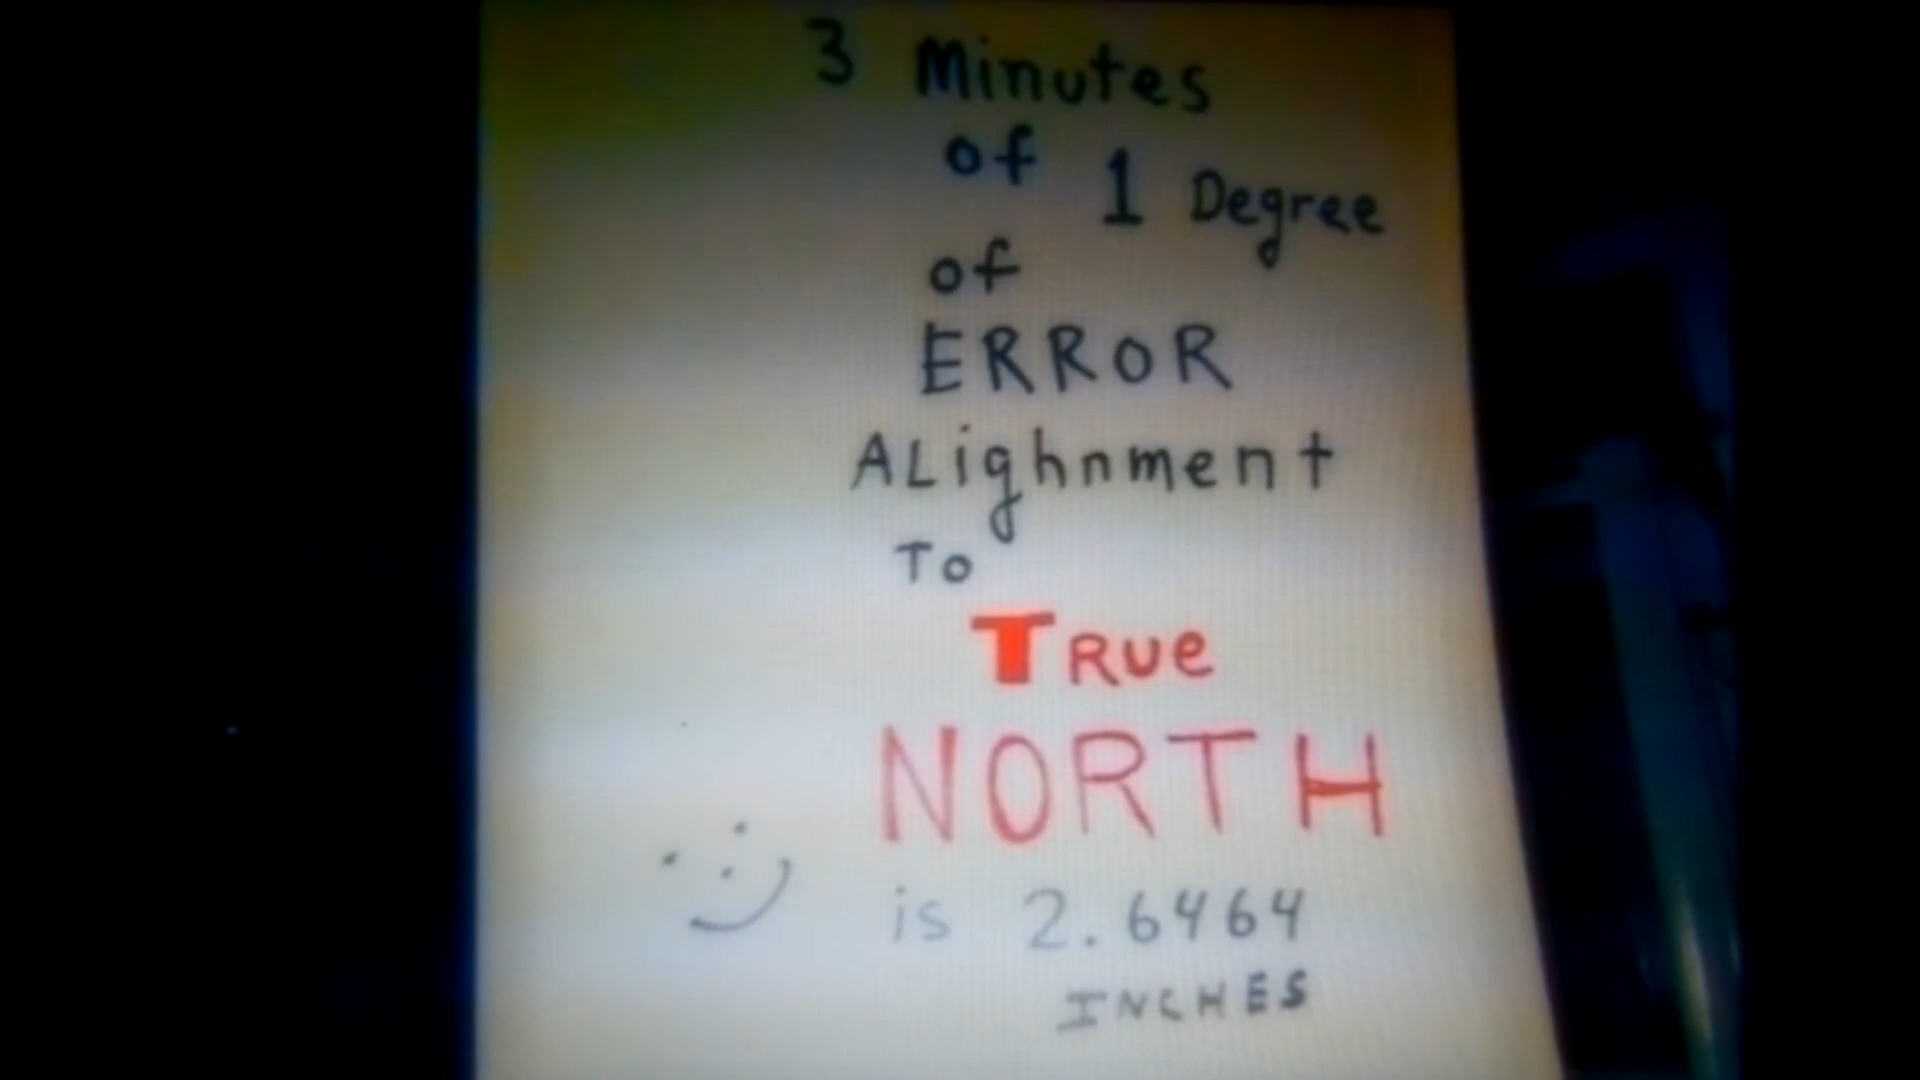 3 Minutes
of 1 Degree
of
ERROR
ALighnment
To
TRUe
NORTH
is 2.6464
INCHES